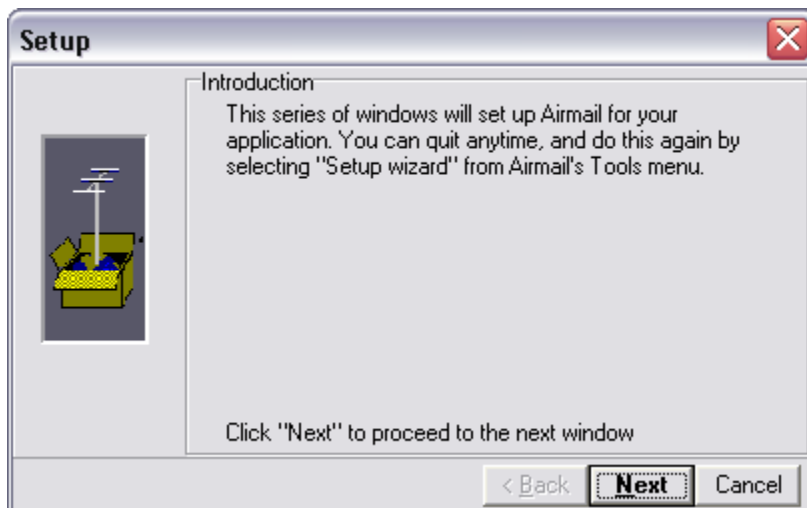 Setup
Introduction
This series of windows will set up Airmail for your
application. You can quit anytime, and do this again by
selecting "Setup wizard" from Airmail's Tools menu.
Click "Next" to proceed to the next window
< Back
Next
Cancel